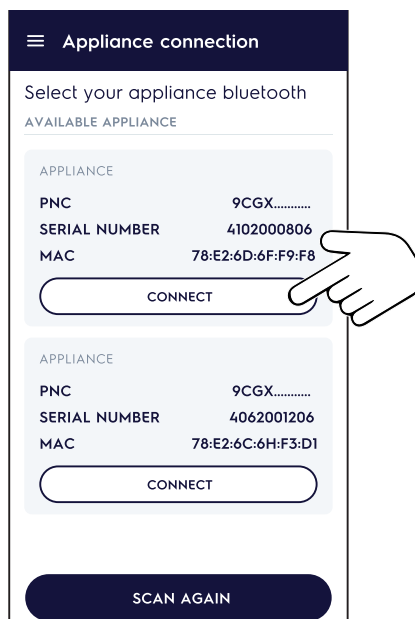 Appliance connection
Select your appliance bluetooth
AVAILABLE APPLIANCE
APPLIANCE
PNC 9CGX...........
SERIAL NUMBER 4102000806
MAC 78:E2:6D:6F:F9:F8
CONNECT
APPLIANCE
PNC 9CGX...........
SERIAL NUMBER 4062001206
MAC 78:E2:6C:6H:F3:D1
CONNECT
SCAN AGAIN